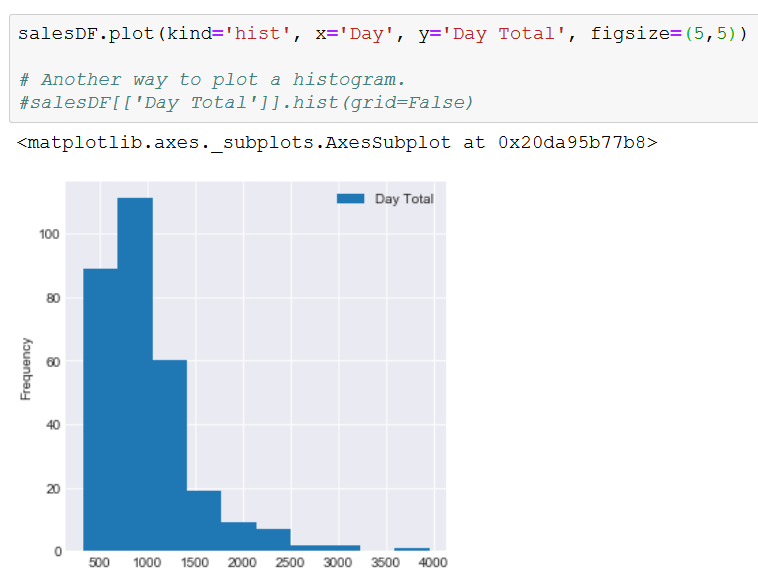 salesDF.plot(kind='hist', x='Day', y='Day Total', figsize=(5,5))
# Another way to plot a histogram.
#salesDF[['Day Total']].hist(grid=False)
<matplotlib.axes._subplots.AxesSubplot at 0x20da95b77b8>
Day Total
100
80
60
40
20
0
Frequency
500 1000 1500 2000 2500 3000 3500 4000